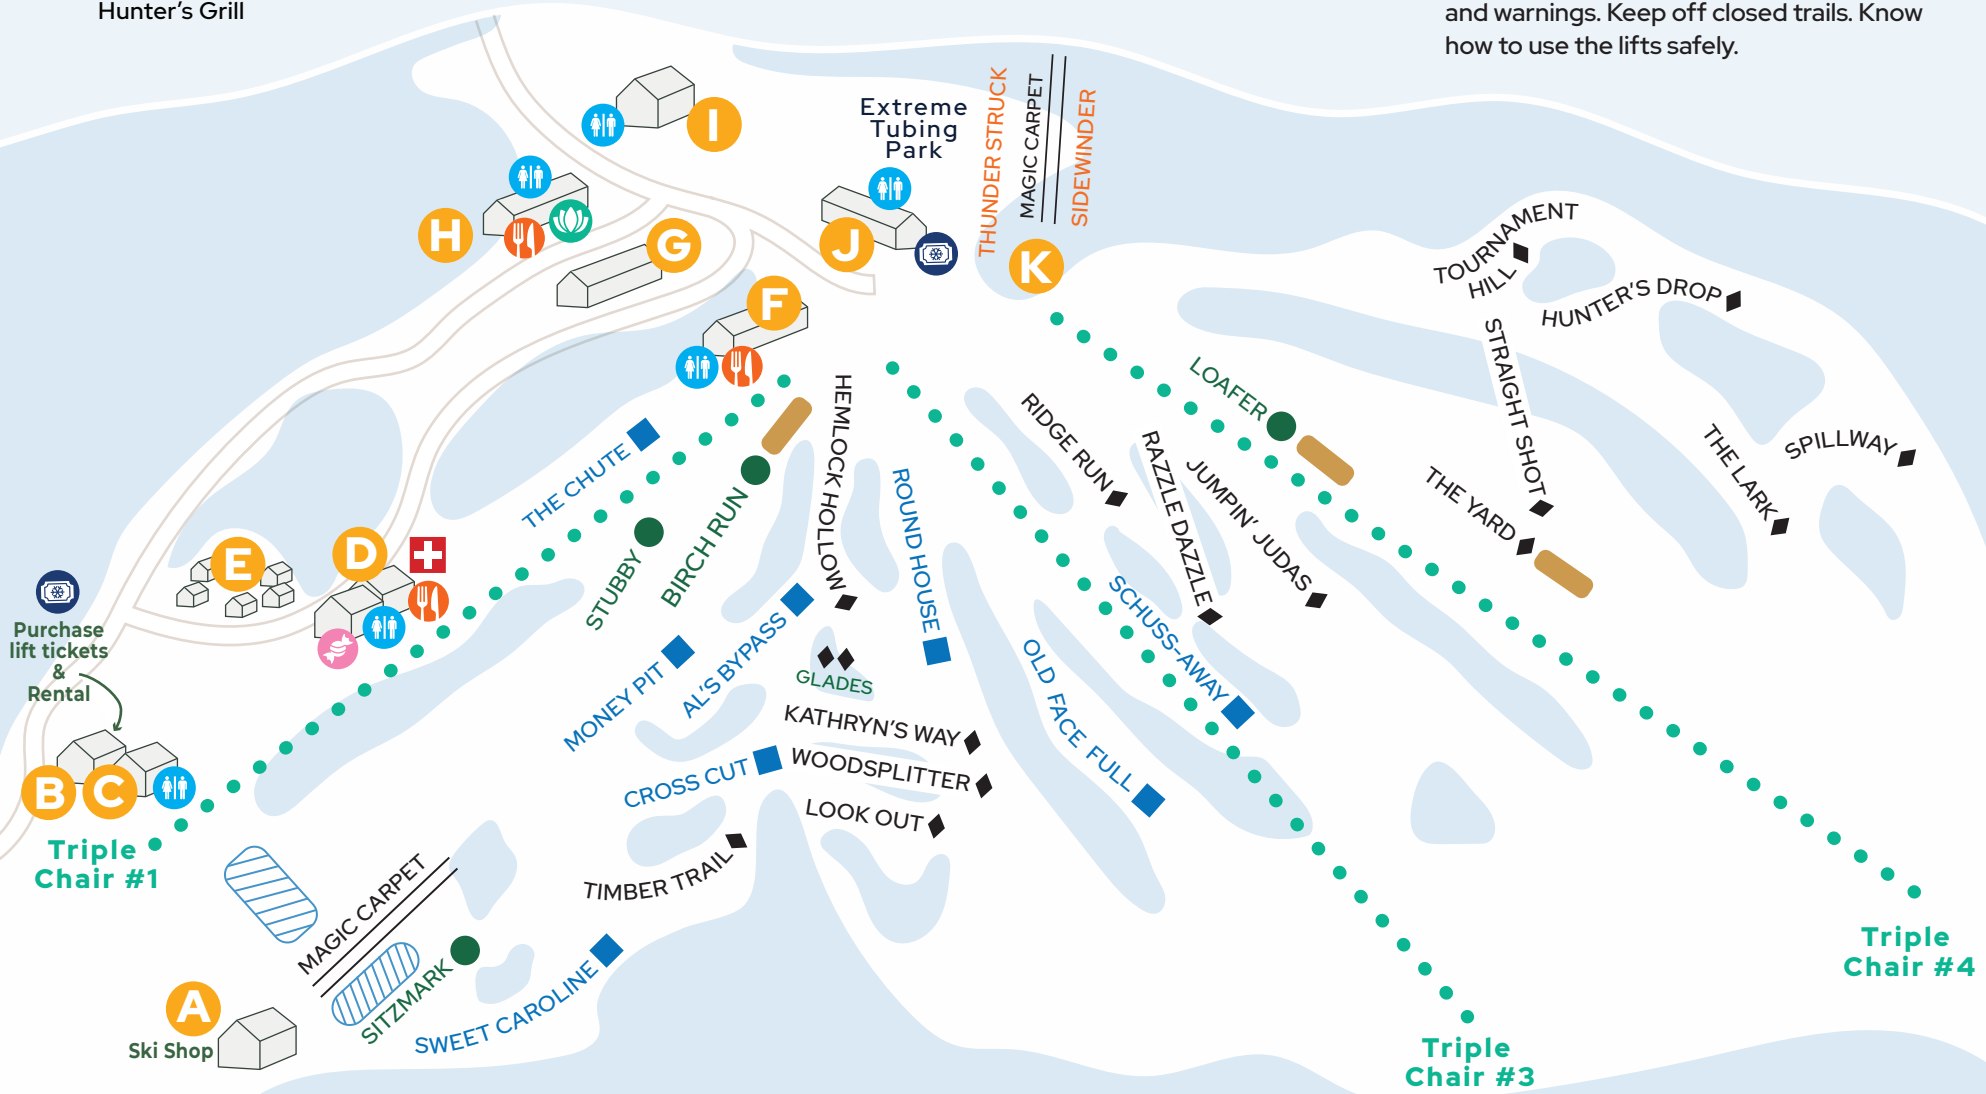 Hunter's Grill
and warnings. Keep off closed trails. Know
how to use the lifts safely.
I
Extreme
Tubing
Park
THUNDER STRUCK
MAGIC CARPET
SIDEWINDER
H
G
J
K
F
TOURNAMENT
HILL
HUNTER'S DROP
STRAIGHT SHOT
LOAFER
THE LARK
SPILLWAY
THE YARD
RIDGE RUN
RAZZLE DAZZLE
JUMPIN' JUDAS
HEMLOCK HOLLOW
ROUND HOUSE
THE CHUTE
BIRCH RUN
STUBBY
E
D
Purchase
lift tickets
&
Rental
SCHUSS-AWAY
OLD FACE FULL
MONEY PIT
AL'S BYPASS
GLADES
KATHRYN'S WAY
WOODSPLITTER
CROSS CUT
LOOK OUT
TIMBER TRAIL
B
C
Triple
Chair #1
MAGIC CARPET
SITZMARK
SWEET CAROLINE
A
Ski Shop
Triple
Chair #4
Triple
Chair #3